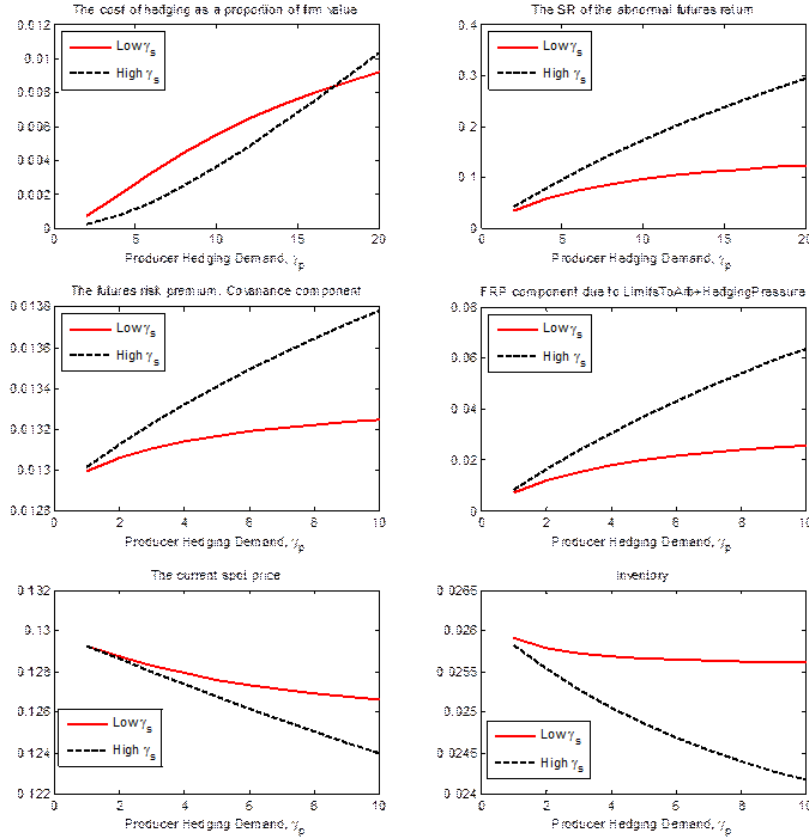 The cost of hedging as a proportion of firm value
0.012
0.01
0.008
0.006
0.004
0.002
0
0 5 10 15 20
Low γs
High γs
Producer Hedging Demand, γp
The SR of the abnormal futures return
0.4
0.3
0.2
0.1
0
0 5 10 15 20
Low γs
High γs
Producer Hedging Demand, γp
The futures risk premium. Covariance component
0.0138
0.0136
0.0134
0.0132
0.013
0.0128
0 2 4 6 8 10
Low γs
High γs
Producer Hedging Demand, γp
FRP component due to LimitsToArb+HedgingPressure
0.08
0.06
0.04
0.02
0
0 2 4 6 8 10
Low γs
High γs
Producer Hedging Demand, γp
The current spot price
0.132
0.13
0.128
0.126
0.124
0.122
0 2 4 6 8 10
Low γs
High γs
Producer Hedging Demand, γp
Inventory
0.0265
0.026
0.0255
0.025
0.0245
0.024
0 2 4 6 8 10
Low γs
High γs
Producer Hedging Demand, γp